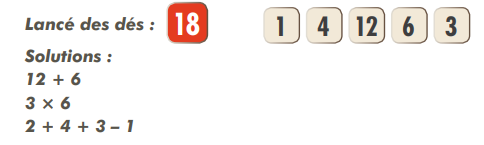 Lancé des dés : 18 1 4 12 6 3
Solutions :
12 + 6
3 × 6
2 + 4 + 3 – 1